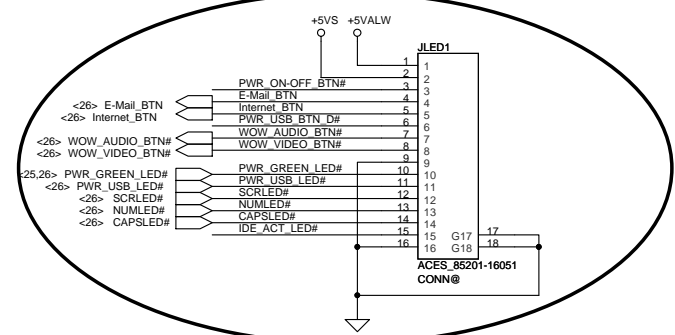 +5VS +5VALW
JLED1
1 1
2 2
PWR_ON-OFF_BTN# 3 3
<26> E-Mail_BTN E-Mail_BTN 4 4
<26> Internet_BTN Internet_BTN 5 5
PWR_USB_BTN_D# 6 6
<26> WOW_AUDIO_BTN# WOW_AUDIO_BTN# 7 7
<26> WOW_VIDEO_BTN# WOW_VIDEO_BTN# 8 8
9 9
<25,26> PWR_GREEN_LED# PWR_GREEN_LED# 10 10
<26> PWR_USB_LED# PWR_USB_LED# 11 11
<26> SCRLED# SCRLED# 12 12
<26> NUMLED# NUMLED# 13 13
<26> CAPSLED# CAPSLED# 14 14
IDE_ACT_LED# 15 15 G17 17
16 16 G18 18
ACES_85201-16051
CONN@